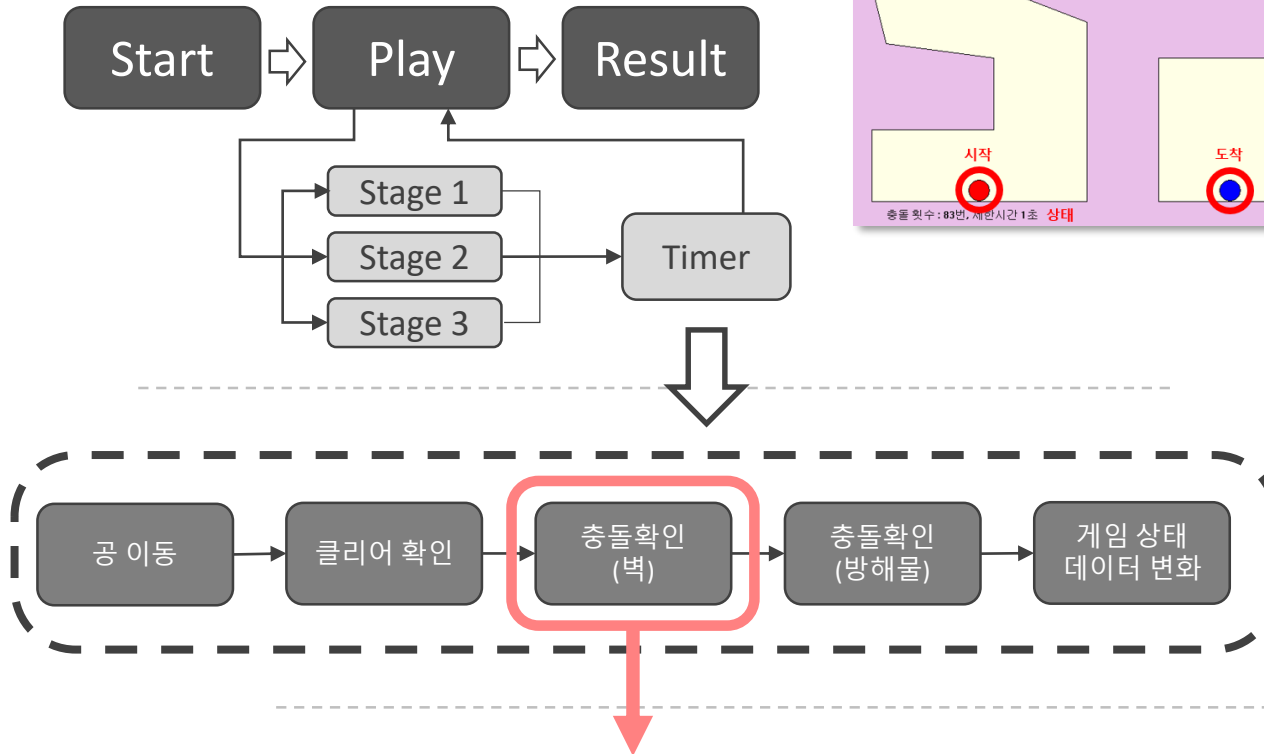 Start
Play
Result
Stage 1
Stage 2
Stage 3
Timer
시작
도착
충돌 횟수 : 83번, 제한시간 1초 상태
공 이동
클리어 확인
충돌확인
(벽)
충돌확인
(방해물)
게임 상태
데이터 변화